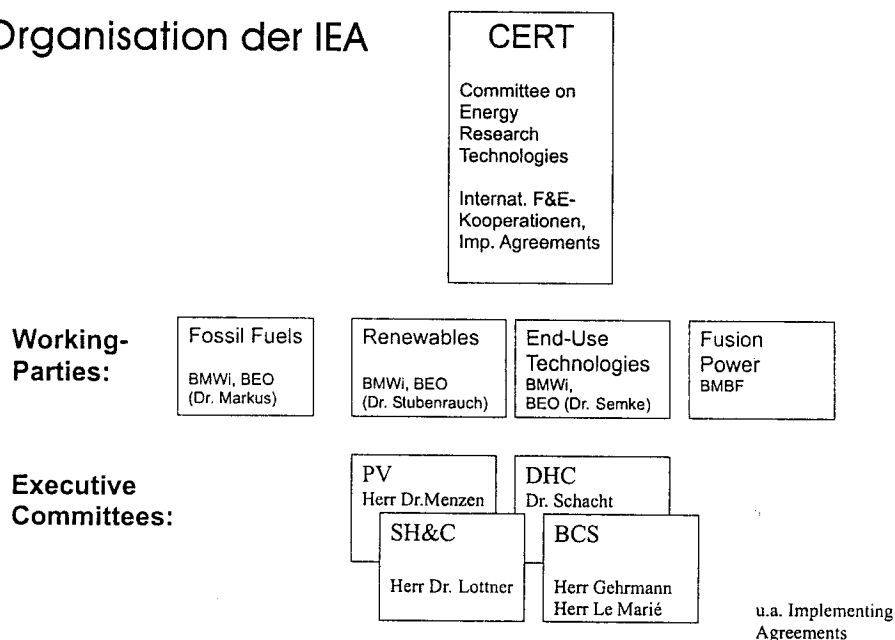 Organisation der IEA
CERT
Committee on
Energy
Research
Technologies
Internat. F&E-
Kooperationen,
Imp. Agreements
Working-
Parties:
Fossil Fuels
BMWi, BEO
(Dr. Markus)
Renewables
BMWi, BEO
(Dr. Stubenrauch)
End-Use
Technologies
BMWi,
BEO (Dr. Semke)
Fusion
Power
BMBF
Executive
Committees:
PV
Herr Dr.Menzen
DHC
Dr. Schacht
SH&C
Herr Dr. Lottner
BCS
Herr Gehrmann
Herr Le Marié
u.a. Implementing
Agreements